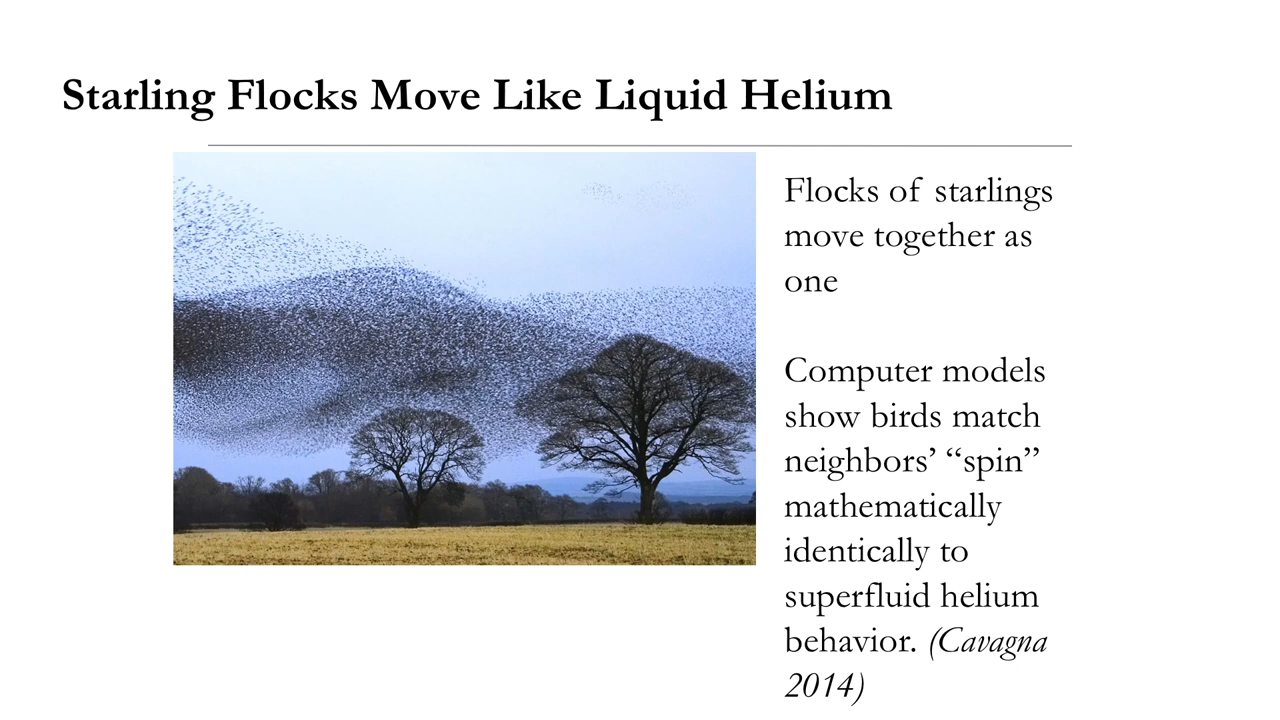 Starling Flocks Move Like Liquid Helium
Flocks of starlings
move together as
one
Computer models
show birds match
neighbors’ “spin”
mathematically
identically to
superfluid helium
behavior. (Cavagna
2014)